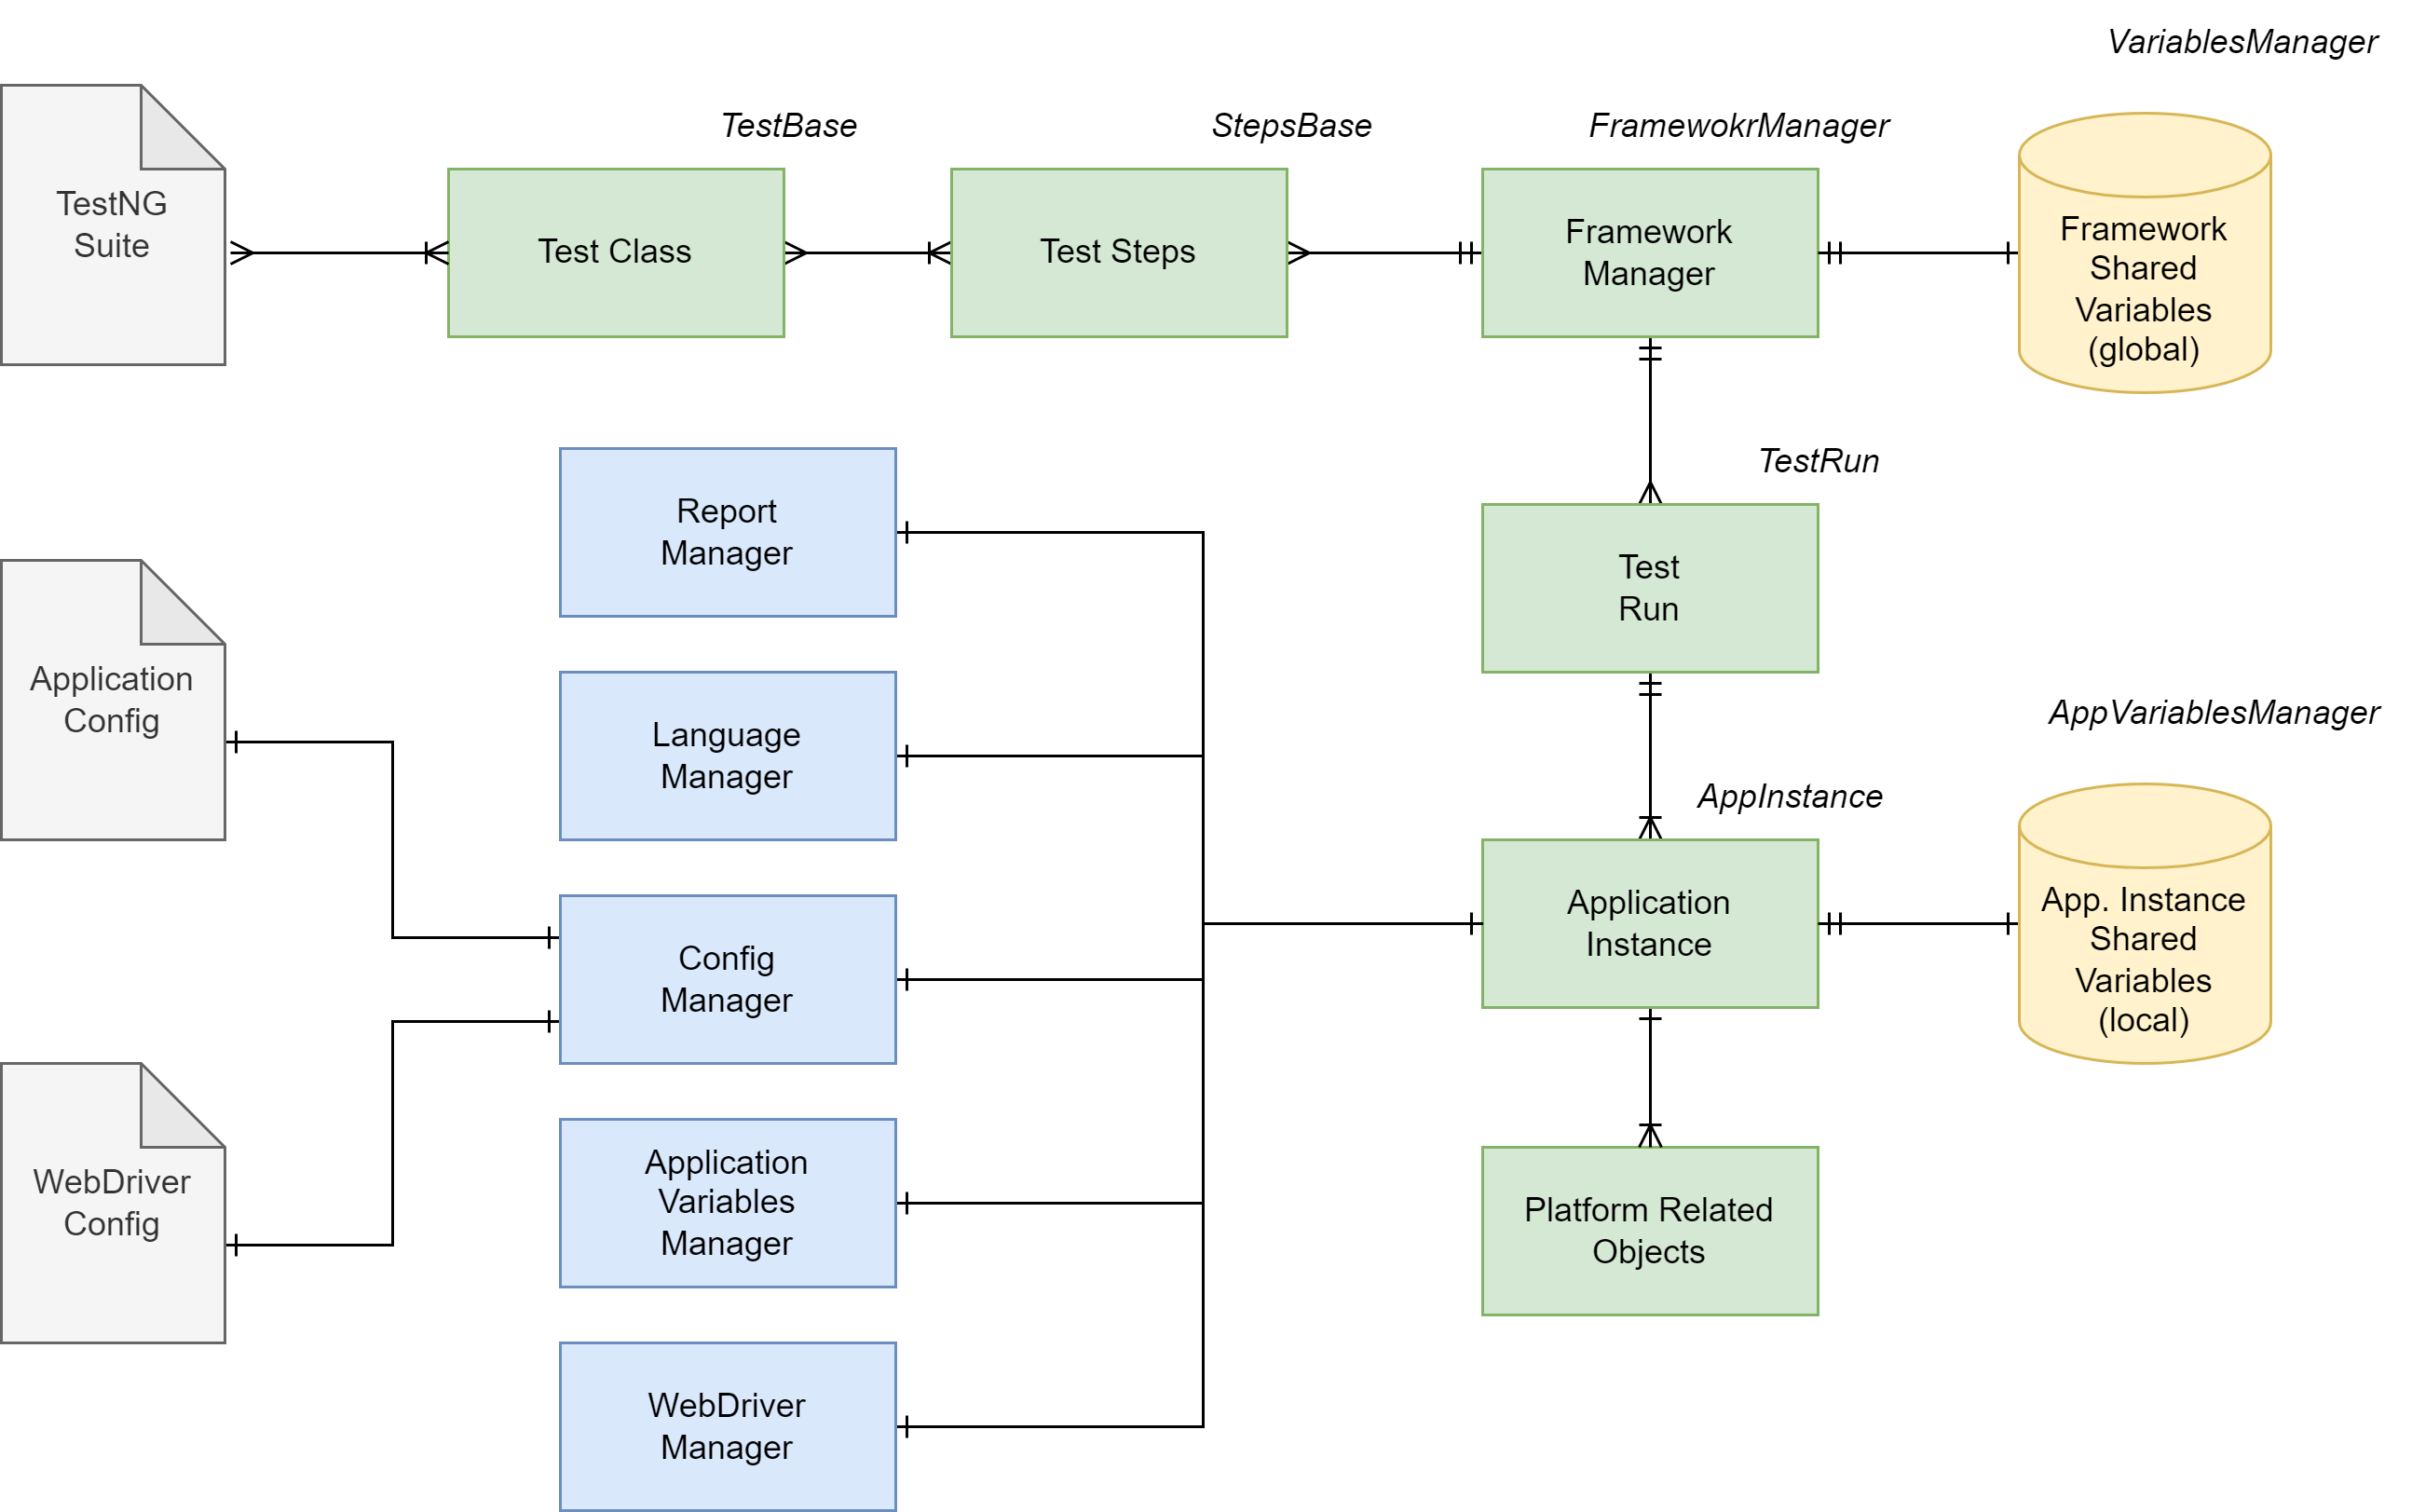 VariablesManager
TestBase
StepsBase
FramewokrManager
TestNG
Suite
Test Class
Test Steps
Framework
Manager
Framework
Shared
Variables
(global)
TestRun
Report
Manager
Test
Run
Application
Config
Language
Manager
AppVariablesManager
AppInstance
Config
Manager
Application
Instance
App. Instance
Shared
Variables
(local)
WebDriver
Config
Application
Variables
Manager
Platform Related
Objects
WebDriver
Manager